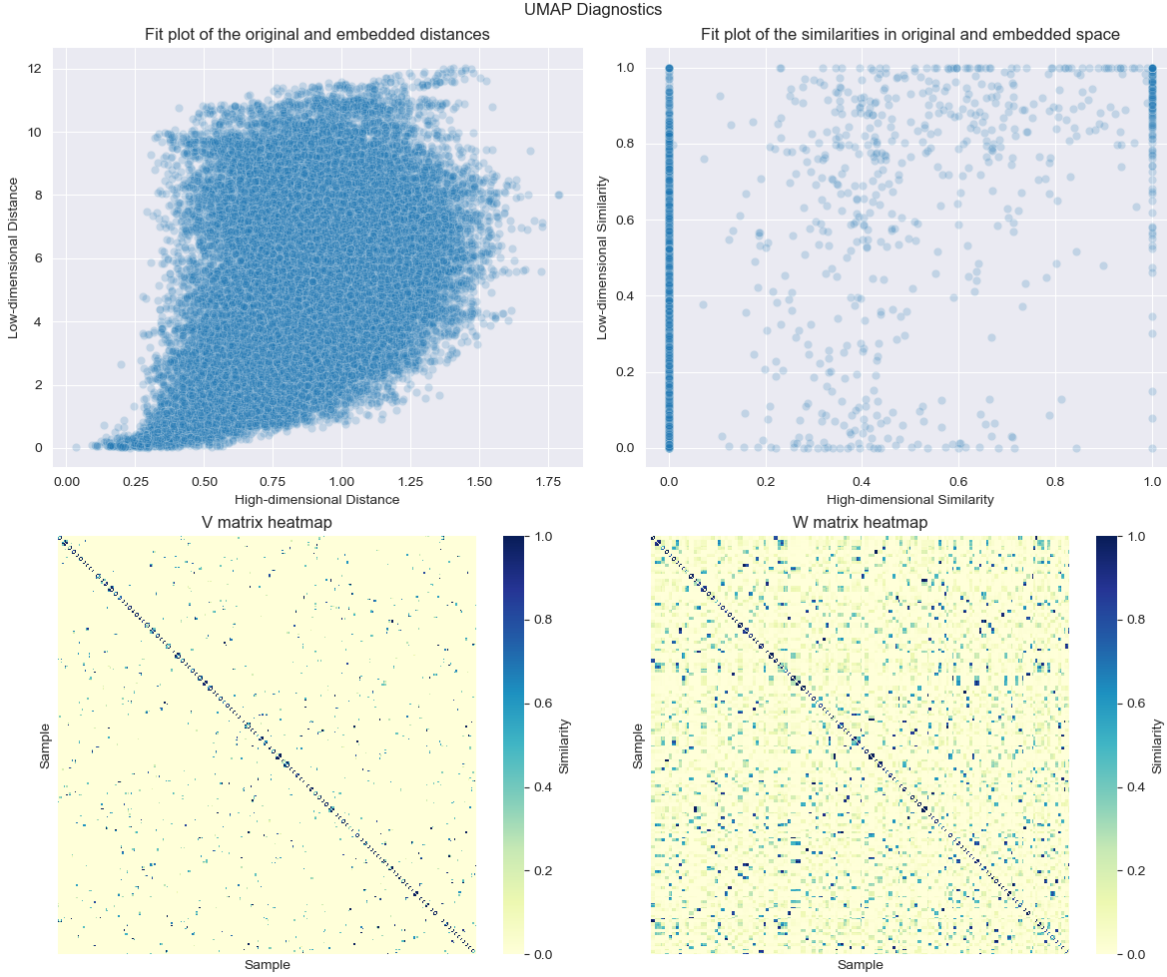 UMAP Diagnostics
Fit plot of the original and embedded distances
12
10
8
6
4
2
0
Low-dimensional Distance
0.00 0.25 0.50 0.75 1.00 1.25 1.50 1.75
High-dimensional Distance
Fit plot of the similarities in original and embedded space
1.0
0.8
0.6
0.4
0.2
0.0
Low-dimensional Similarity
0.0 0.2 0.4 0.6 0.8 1.0
High-dimensional Similarity
V matrix heatmap
Sample
Sample
1.0
0.8
0.6
0.4
0.2
0.0
Similarity
W matrix heatmap
Sample
Sample
1.0
0.8
0.6
0.4
0.2
0.0
Similarity